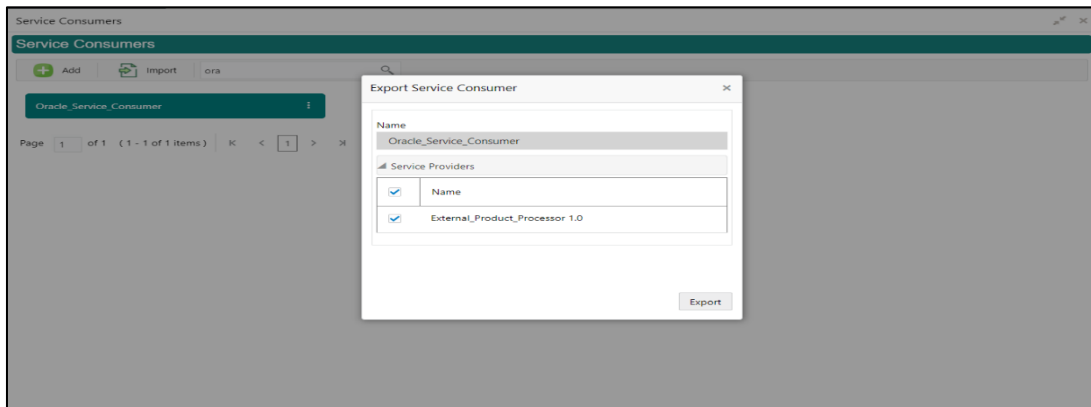 Service Consumers
Service Consumers
Add Import ora
Oracle_Service_Consumer
Page 1 of 1 (1 - 1 of 1 items) K < 1 > Я
Export Service Consumer ×
Name
Oracle_Service_Consumer
Service Providers
Name
External_Product_Processor 1.0
Export